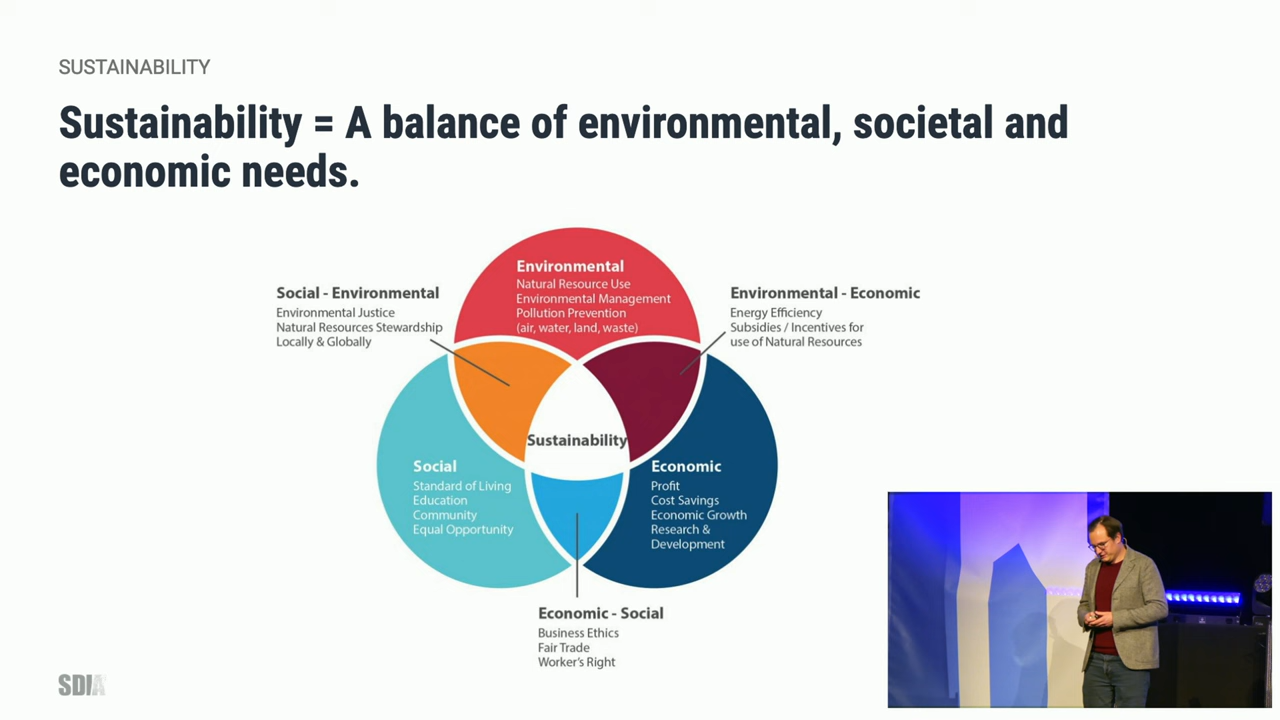 SUSTAINABILITY
Sustainability = A balance of environmental, societal and
economic needs.
Environmental
Natural Resource Use
Environmental Management
Pollution Prevention
(air, water, land, waste)
Social - Environmental
Environmental Justice
Natural Resources Stewardship
Locally & Globally
Environmental - Economic
Energy Efficiency
Subsidies / Incentives for
use of Natural Resources
Sustainability
Social
Standard of Living
Education
Community
Equal Opportunity
Economic
Profit
Cost Savings
Economic Growth
Research &
Development
Economic - Social
Business Ethics
Fair Trade
Worker's Right
SDIA